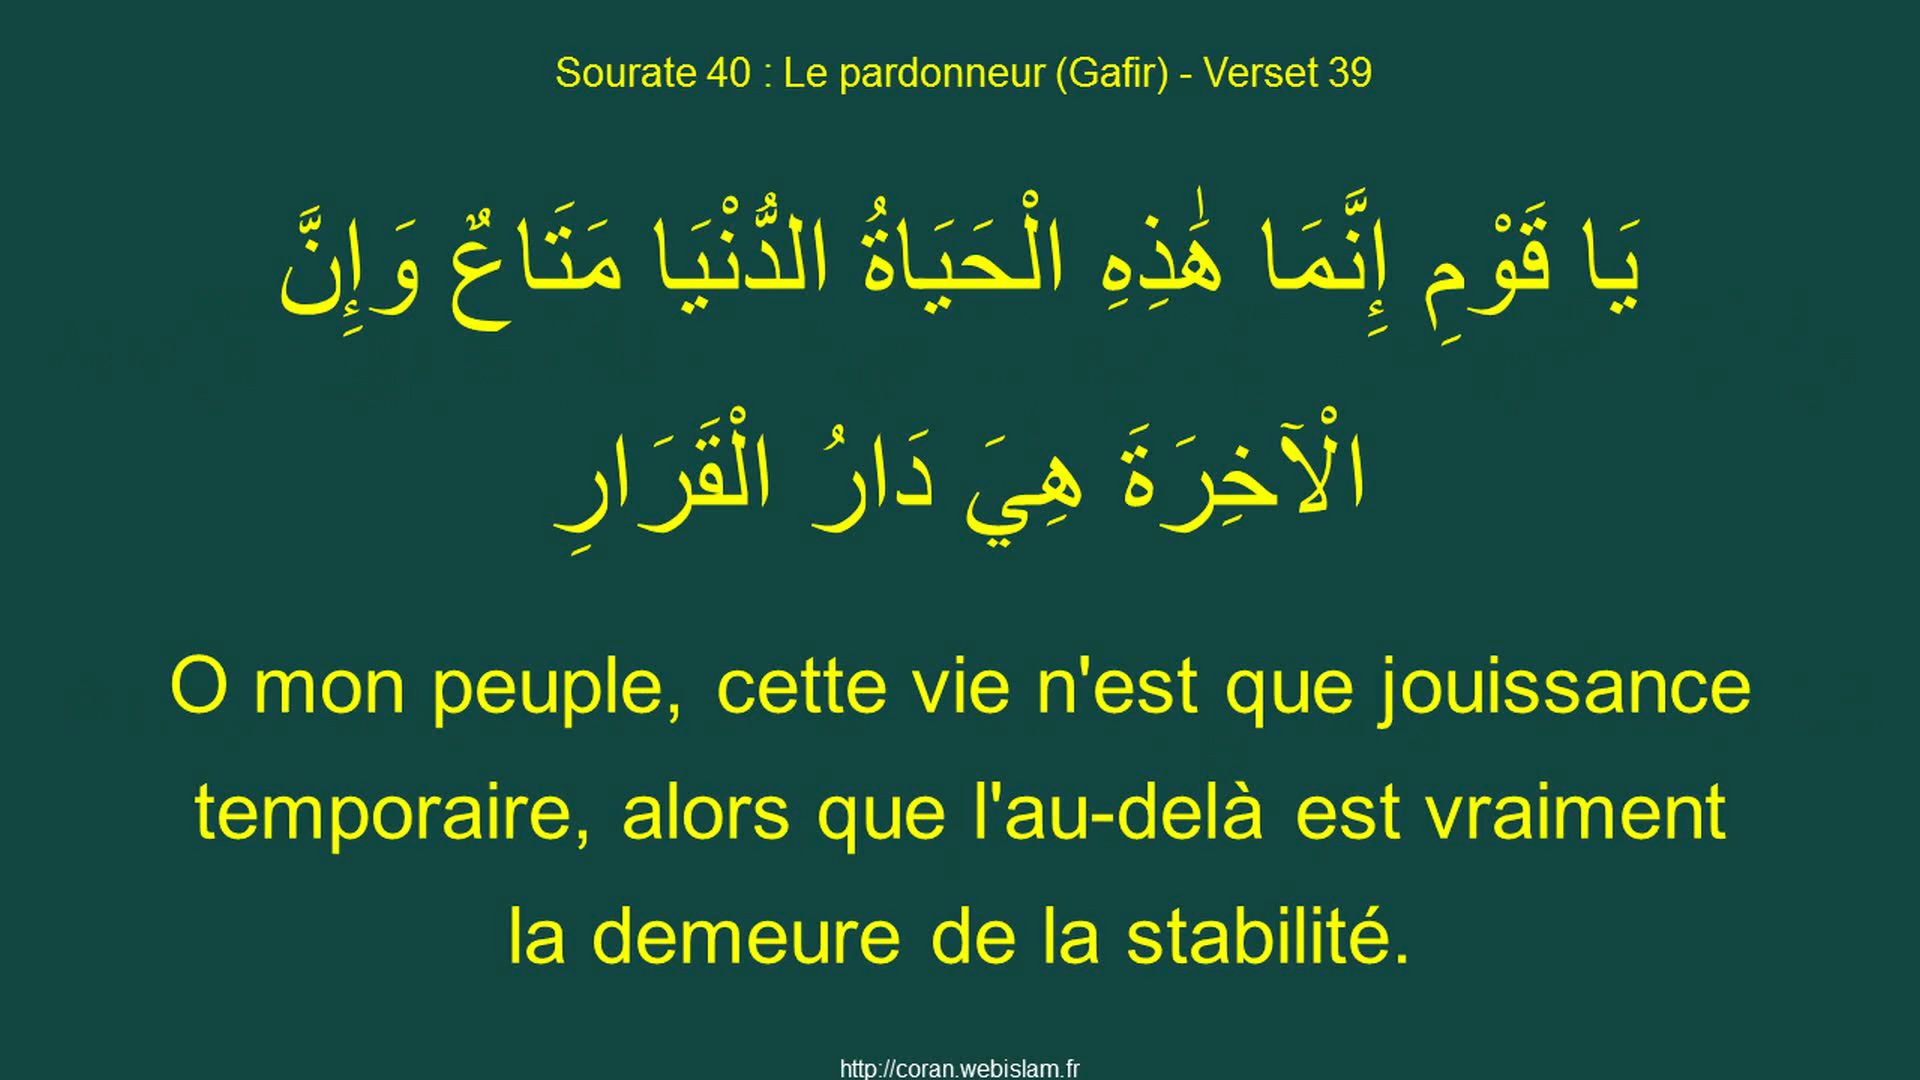 Sourate 40 : Le pardonneur (Gafir) - Verset 39
يَا قَوْمِ إِنَّمَا هَٰذِهِ الْحَيَاةُ الدُّنْيَا مَتَاعٌ وَإِنَّ
الْآخِرَةَ هِيَ دَارُ الْقَرَارِ
O mon peuple, cette vie n'est que jouissance
temporaire, alors que l'au-delà est vraiment
la demeure de la stabilité.
http://coran.webislam.fr